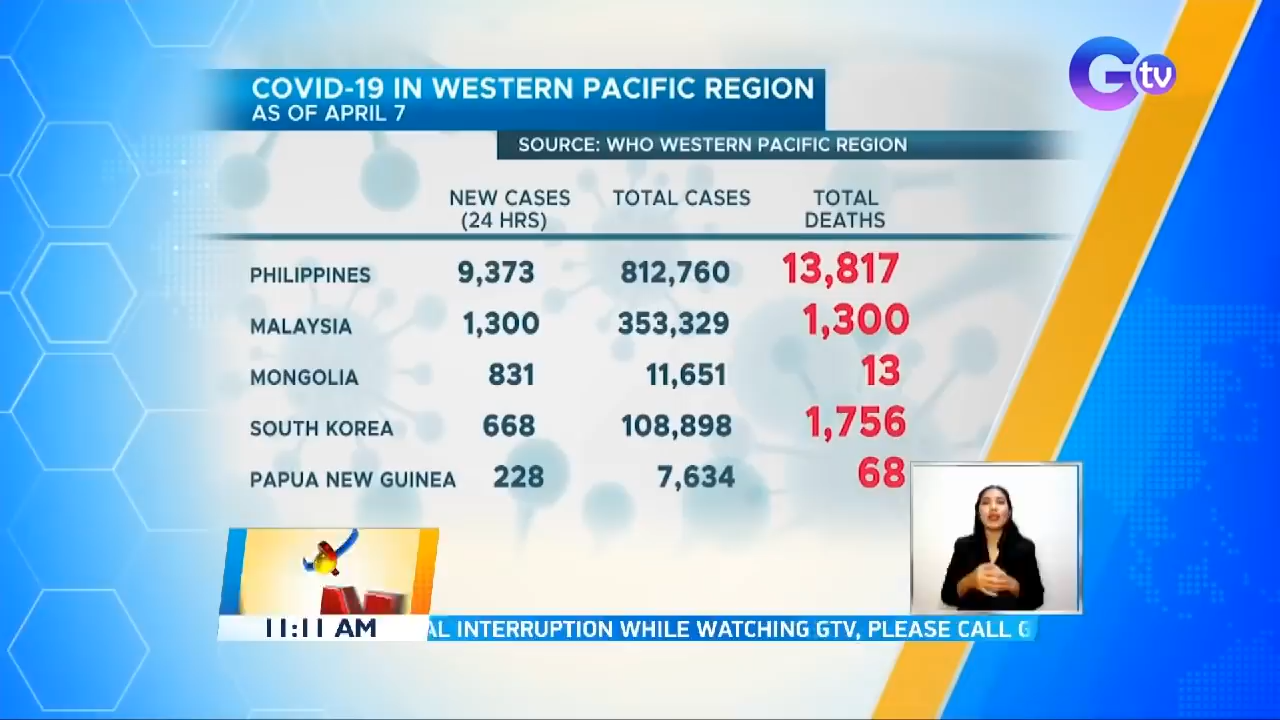 Gtv
COVID-19 IN WESTERN PACIFIC REGION
AS OF APRIL 7
SOURCE: WHO WESTERN PACIFIC REGION
NEW CASES (24 HRS) TOTAL CASES TOTAL DEATHS
PHILIPPINES 9,373 812,760 13,817
MALAYSIA 1,300 353,329 1,300
MONGOLIA 831 11,651 13
SOUTH KOREA 668 108,898 1,756
PAPUA NEW GUINEA 228 7,634 68
11:11 AM
INTERRUPTION WHILE WATCHING GTV, PLEASE CALL